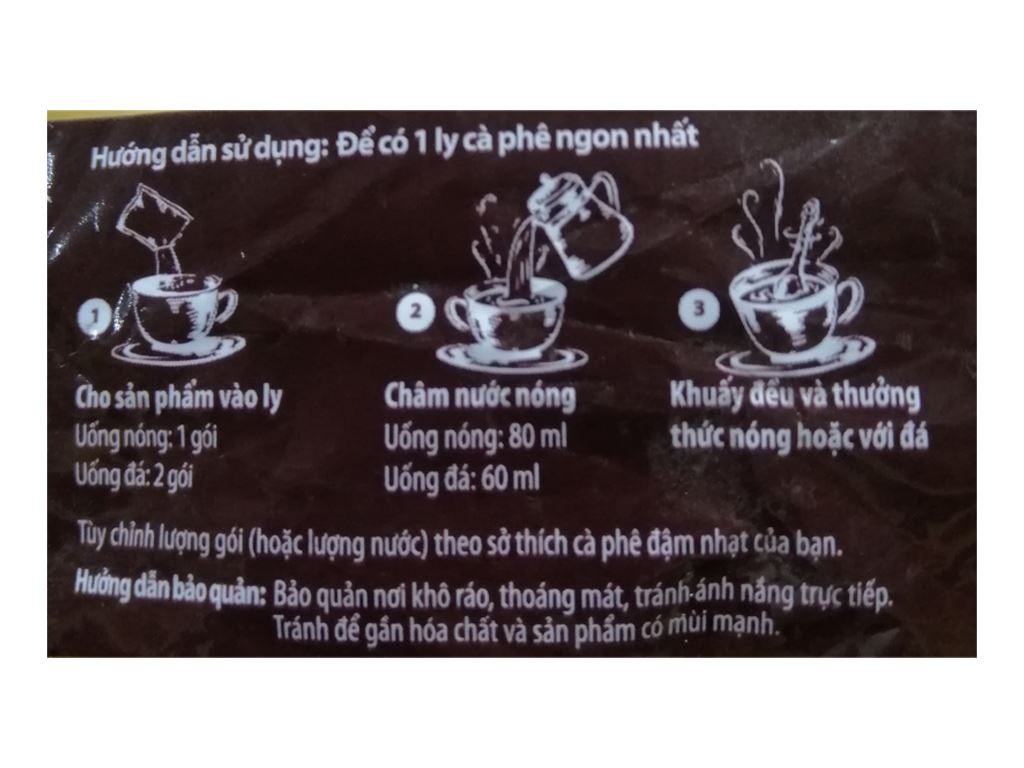 Hướng dẫn sử dụng: Để có 1 ly cà phê ngon nhất
1
Cho sản phẩm vào ly
Uống nóng: 1 gói
Uống đá: 2 gói
2
Châm nước nóng
Uống nóng: 80 ml
Uống đá: 60 ml
3
Khuấy đều và thưởng
thức nóng hoặc với đá
Tùy chỉnh lượng gói (hoặc lượng nước) theo sở thích cà phê đậm nhạt của bạn.
Hướng dẫn bảo quản: Bảo quản nơi khô ráo, thoáng mát, tránh ánh nắng trực tiếp.
Tránh để gần hóa chất và sản phẩm có mùi mạnh.